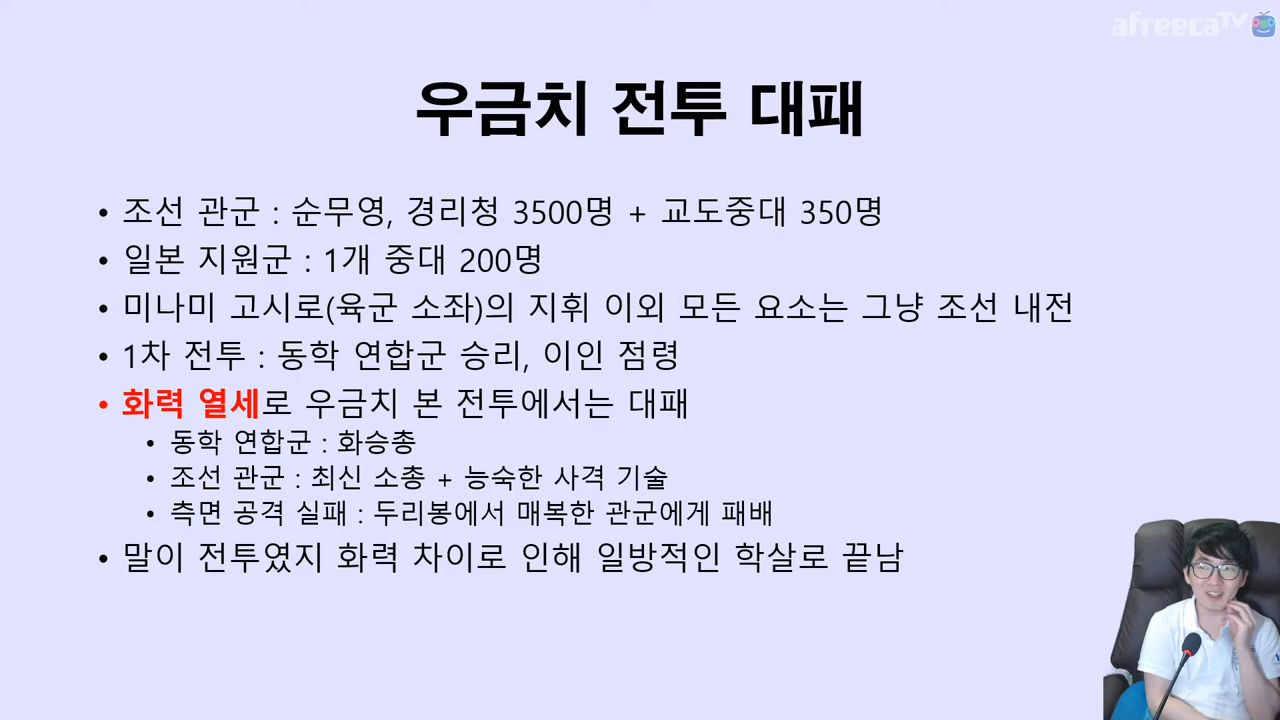 afreecaTV
우금치 전투 대패
• 조선 관군 : 순무영, 경리청 3500명 + 교도중대 350명
• 일본 지원군 : 1개 중대 200명
• 미나미 고시로(육군 소좌)의 지휘 이외 모든 요소는 그냥 조선 내전
• 1차 전투 : 동학 연합군 승리, 이인 점령
• 화력 열세로 우금치 본 전투에서는 대패
• 동학 연합군 : 화승총
• 조선 관군 : 최신 소총 + 능숙한 사격 기술
• 측면 공격 실패 : 두리봉에서 매복한 관군에게 패배
• 말이 전투였지 화력 차이로 인해 일방적인 학살로 끝남